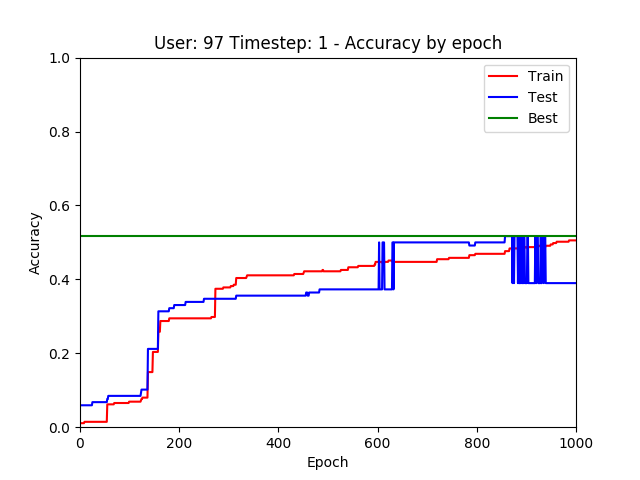 User: 97 Timestep: 1 - Accuracy by epoch
1.0
0.8
0.6
0.4
0.2
0.0
Accuracy
0 200 400 600 800 1000
Epoch
Train
Test
Best